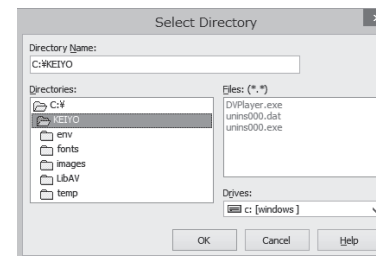 Select Directory
Directory Name:
C:¥KEIYO
Directories:
C:¥
KEIYO
env
fonts
images
LibAV
temp
Files: (*.*)
DVPlayer.exe
unins000.dat
unins000.exe
Drives:
c: [windows ]
OK
Cancel
Help